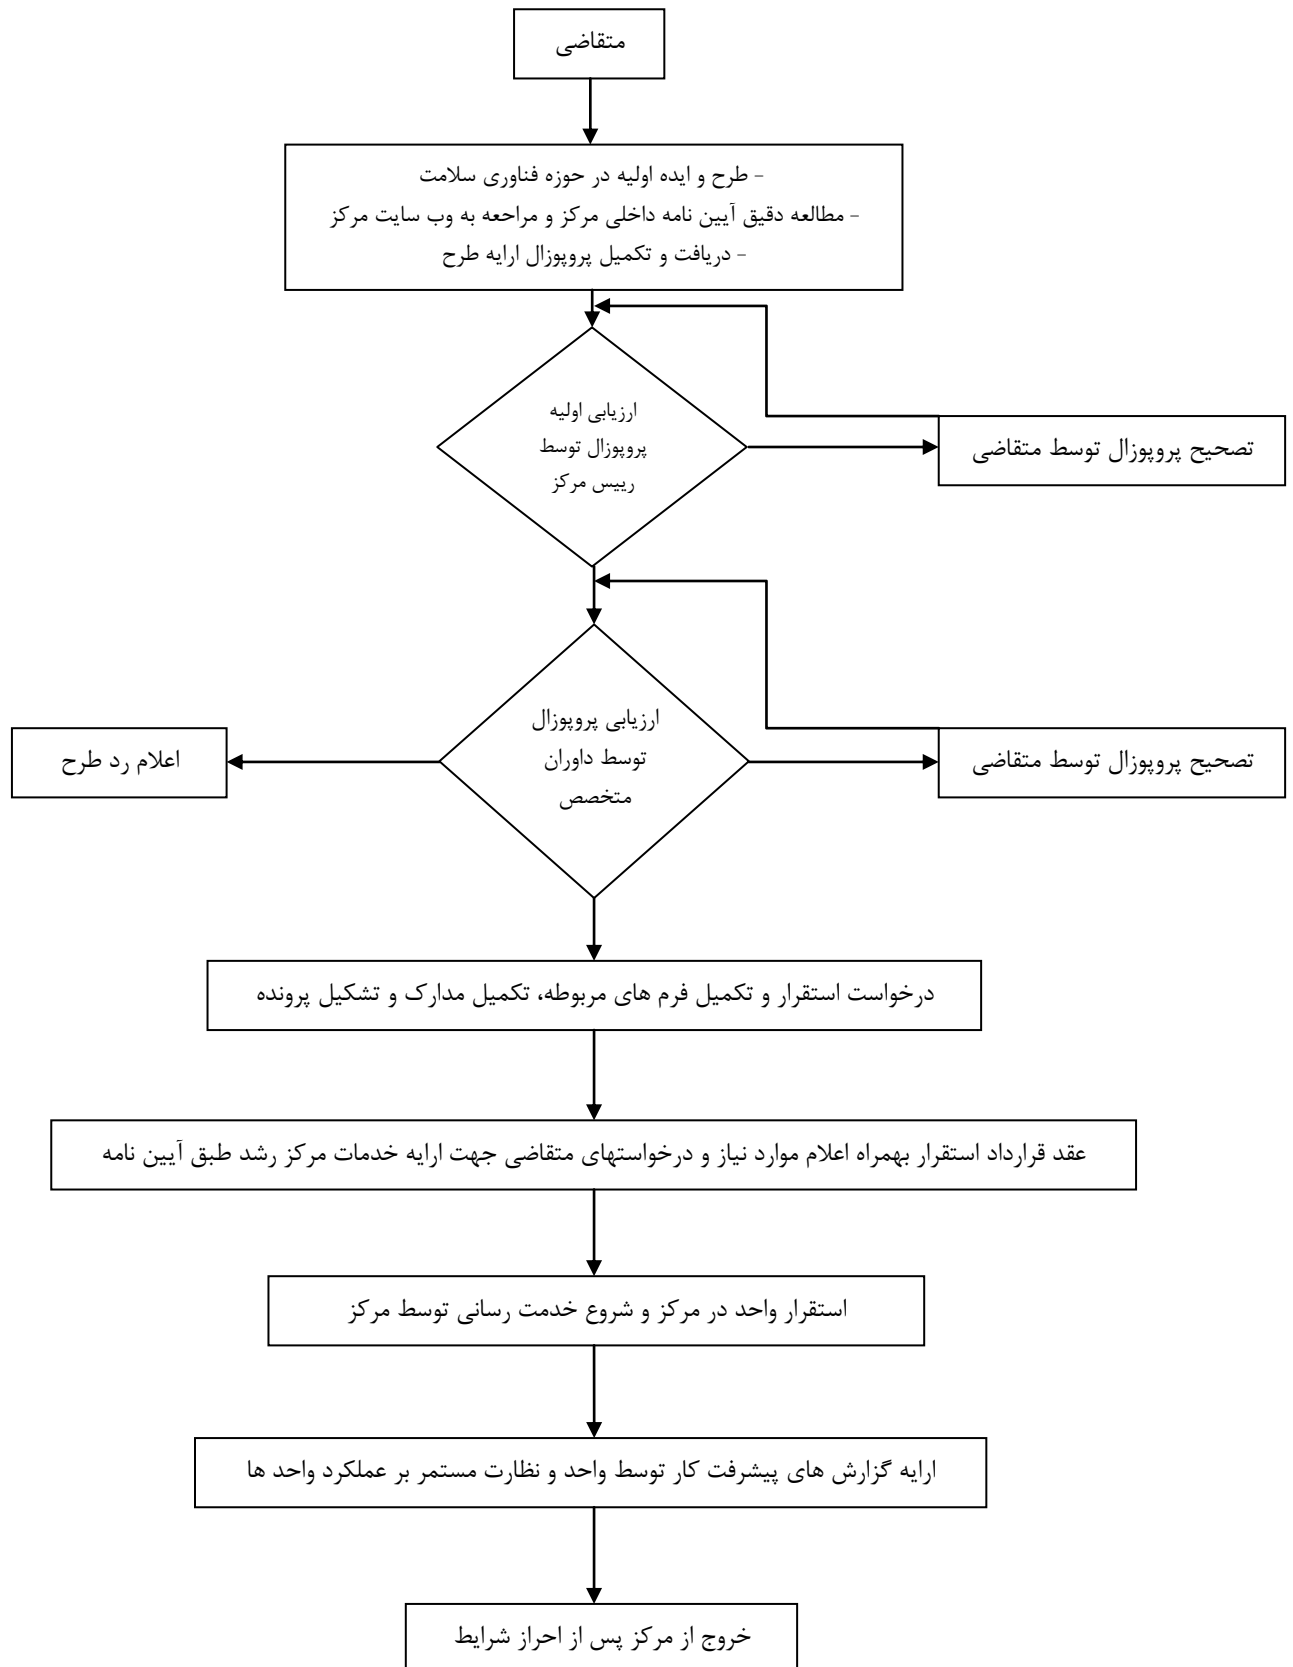 متقاضی
- طرح و ایده اولیه در حوزه فناوری سلامت
- مطالعه دقیق آیین نامه داخلی مرکز و مراحعه به وب سایت مرکز
- دریافت و تکمیل پروپوزال ارایه طرح
ارزیابی اولیه
پروپوزال توسط
رییس مرکز
تصحیح پروپوزال توسط متقاضی
ارزیابی پروپوزال
توسط داوران
متخصص
تصحیح پروپوزال توسط متقاضی
اعلام رد طرح
درخواست استقرار و تکمیل فرم های مربوطه، تکمیل مدارک و تشکیل پرونده
عقد قرارداد استقرار بهمراه اعلام موارد نیاز و درخواستهای متقاضی جهت ارایه خدمات مرکز رشد طبق آیین نامه
استقرار واحد در مرکز و شروع خدمت رسانی توسط مرکز
ارایه گزارش های پیشرفت کار توسط واحد و نظارت مستمر بر عملکرد واحد ها
خروج از مرکز پس از احراز شرایط